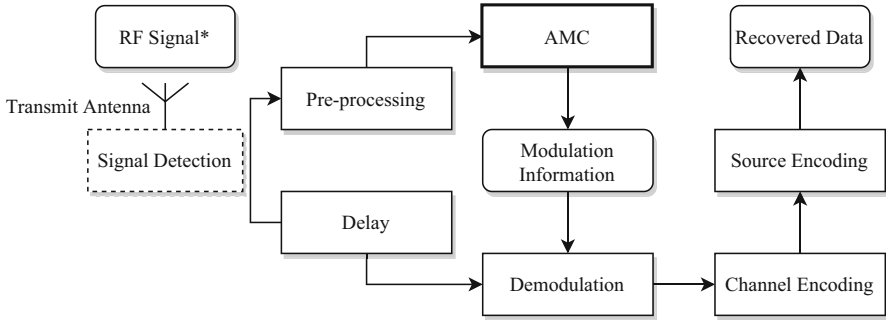 RF Signal*
Transmit Antenna
Signal Detection
Pre-processing
Delay
AMC
Modulation
Information
Demodulation
Channel Encoding
Source Encoding
Recovered Data